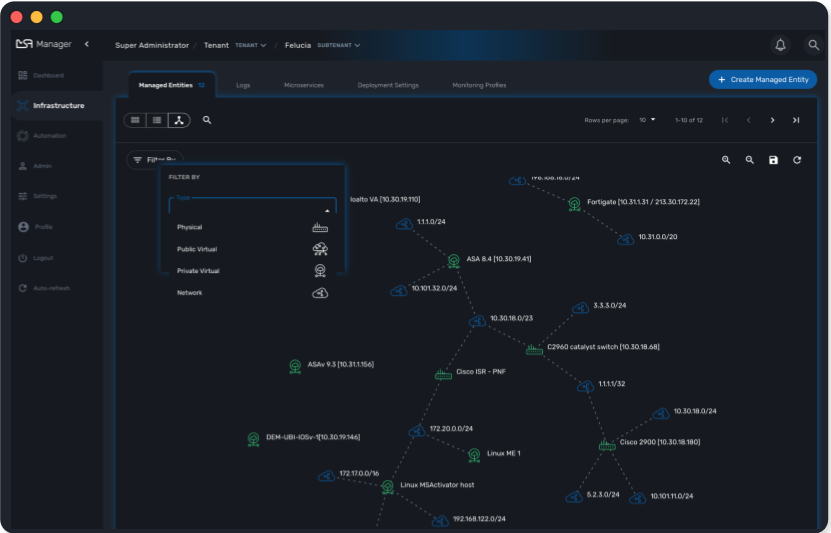 MSA Manager
Super Administrator / Tenant TENANT / Felucia SUBTENANT
Dashboard
Infrastructure
Automation
Admin
Settings
Profile
Logout
Auto-refresh
Managed Entities 12
Logs
Microservices
Deployment Settings
Monitoring Profiles
+ Create Managed Entity
Rows per page: 10
1-10 of 12
Filter By
FILTER BY
Type
Physical
Public Virtual
Private Virtual
Network
loalto VA [10.30.19.110]
198.108.18.0/24
Fortigate [10.31.1.31 / 213.30.172.22]
1.1.1.0/24
10.31.0.0/20
ASA 8.4 [10.30.19.41]
10.101.32.0/24
3.3.3.0/24
10.30.18.0/23
C2960 catalyst switch [10.30.18.68]
ASAv 9.3 [10.31.1.156]
Cisco ISR - PNF
1.1.1.1/32
10.30.18.0/24
172.20.0.0/24
DEM-UBI-IOSv-1[10.30.19.146]
Cisco 2900 [10.30.18.180]
Linux ME 1
172.17.0.0/16
Linux MSActivator host
5.2.3.0/24
10.101.11.0/24
192.168.122.0/24